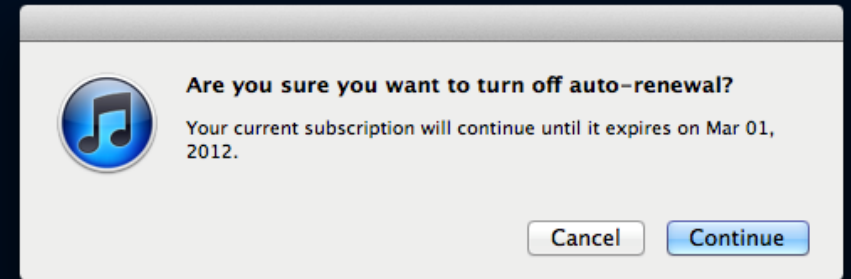 Are you sure you want to turn off auto-renewal?
Your current subscription will continue until it expires on Mar 01,
2012.
Cancel
Continue